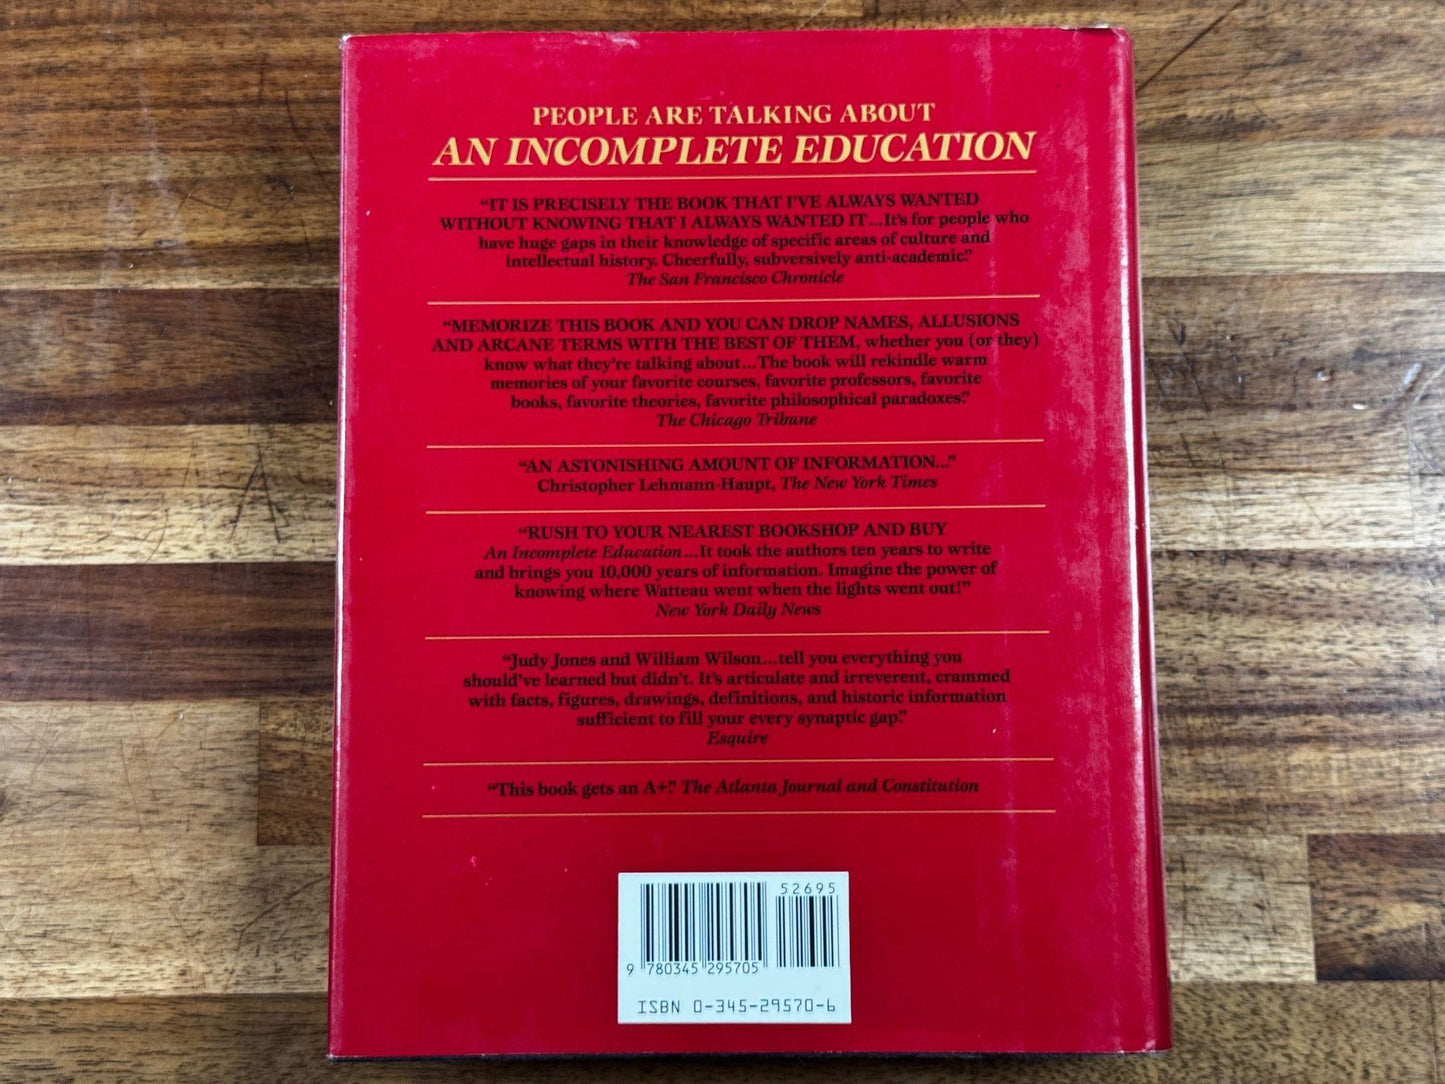 PEOPLE ARE TALKING ABOUT
AN INCOMPLETE EDUCATION
“IT IS PRECISELY THE BOOK THAT I’VE ALWAYS WANTED
WITHOUT KNOWING THAT I ALWAYS WANTED IT...It’s for people who
have huge gaps in their knowledge of specific areas of culture and
intellectual history. Cheerfully, subversively anti-academic.”
The San Francisco Chronicle
“MEMORIZE THIS BOOK AND YOU CAN DROP NAMES, ALLUSIONS
AND ARCANE TERMS WITH THE BEST OF THEM, whether you (or they)
know what they’re talking about...The book will rekindle warm
memories of your favorite courses, favorite professors, favorite
books, favorite theories, favorite philosophical paradoxes.”
The Chicago Tribune
“AN ASTONISHING AMOUNT OF INFORMATION...”
Christopher Lehmann-Haupt, The New York Times
“RUSH TO YOUR NEAREST BOOKSHOP AND BUY
An Incomplete Education...It took the authors ten years to write
and brings you 10,000 years of information. Imagine the power of
knowing where Watteau went when the lights went out!”
New York Daily News
“Judy Jones and William Wilson...tell you everything you
should’ve learned but didn’t. It’s articulate and irreverent, crammed
with facts, figures, drawings, definitions, and historic information
sufficient to fill your every synaptic gap.”
Esquire
“This book gets an A+.” The Atlanta Journal and Constitution
52695
9 780345 295705
ISBN 0-345-29570-6